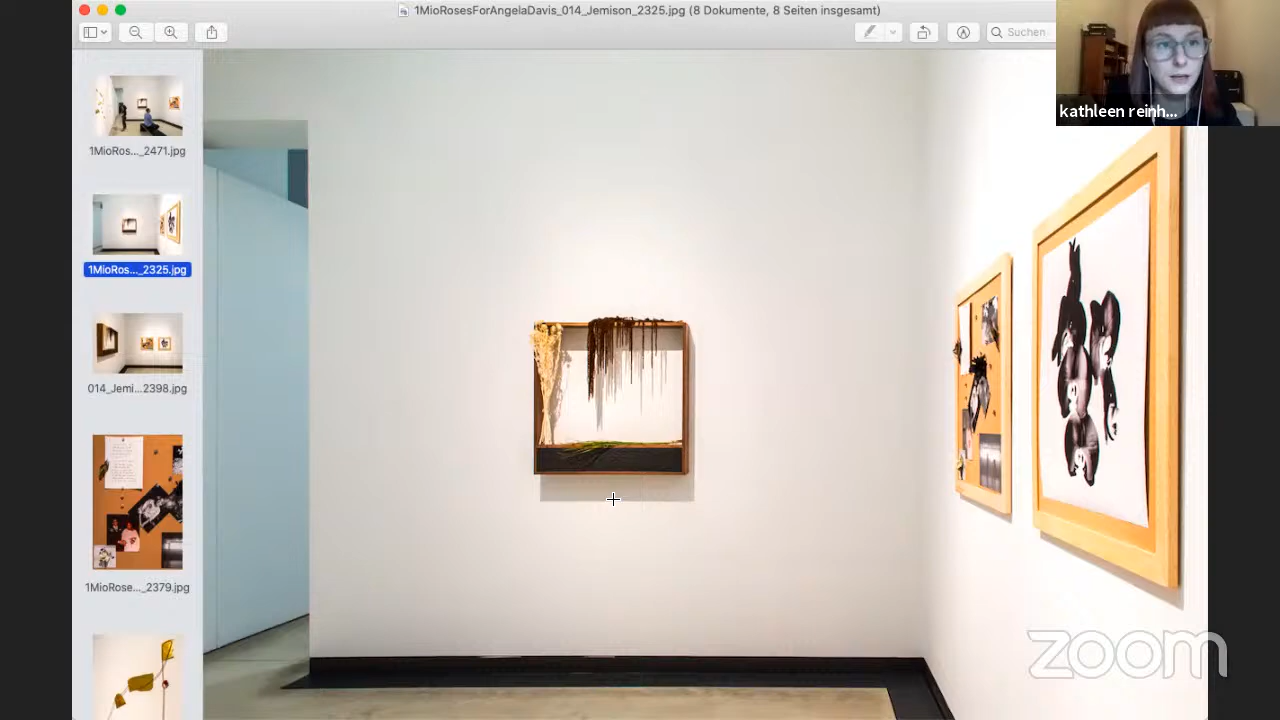 1MioRosesForAngelaDavis_014_Jemison_2325.jpg (8 Dokumente, 8 Seiten insgesamt)
Suchen
kathleen reinh...
1MioRos..._2471.jpg
1MioRos..._2325.jpg
014_Jemi...2398.jpg
1MioRose..._2379.jpg
zoom